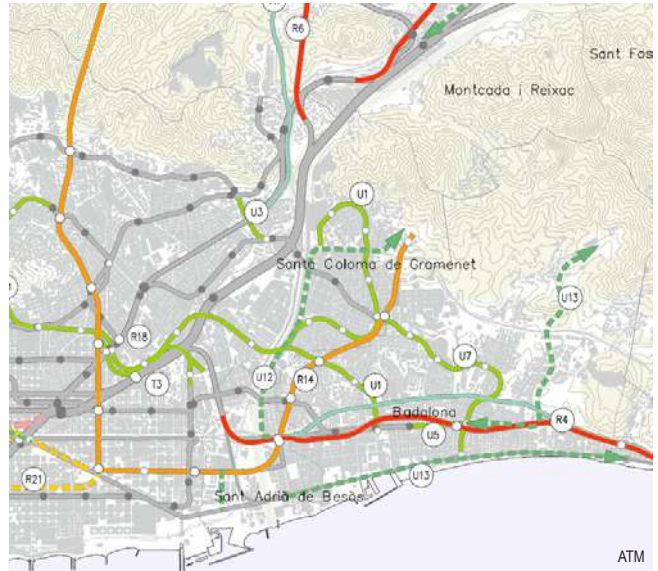 R6
Sant Fos
Montcada i Reixac
U1
U3
Santa Coloma de Gramenet
U13
R18
T3
U12
R14
U7
U1
Badalona
U5
R4
R21
Sant Adrià de Besòs
U13
ATM